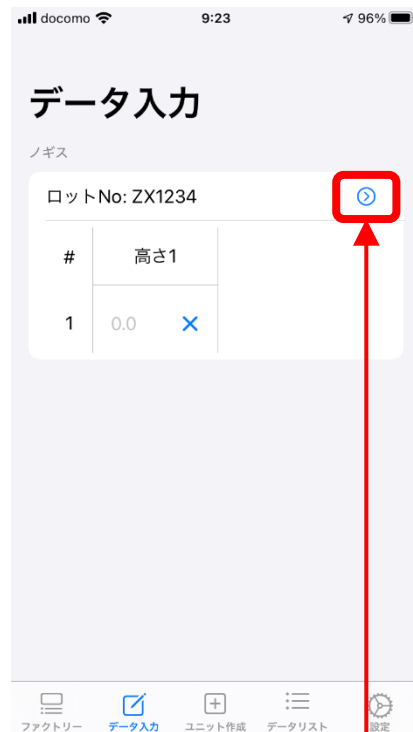 docomo 9:23 96%
データ入力
ノギス
ロットNo: ZX1234
# 高さ1
1 0.0
ファクトリー データ入力 ユニット作成 データリスト 設定